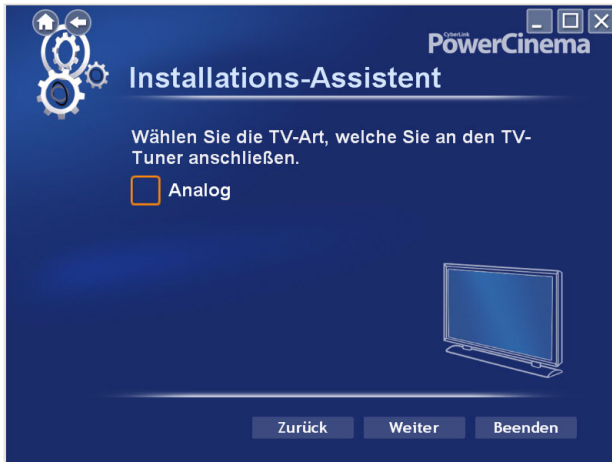 CyberLink
PowerCinema
Installations-Assistent
Wählen Sie die TV-Art, welche Sie an den TV-
Tuner anschließen.
Analog
Zurück
Weiter
Beenden